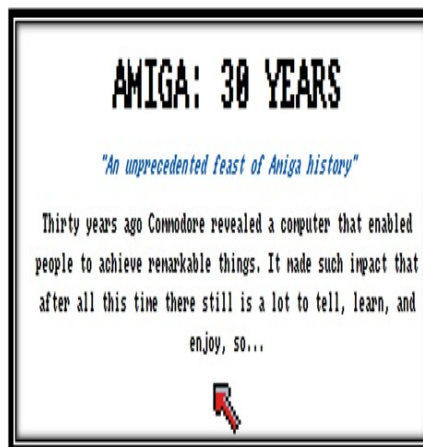 AMIGA: 30 YEARS
"An unprecedented feast of Amiga history"
Thirty years ago Commodore revealed a computer that enabled
people to achieve remarkable things. It made such impact that
after all this time there still is a lot to tell, learn, and
enjoy, so...